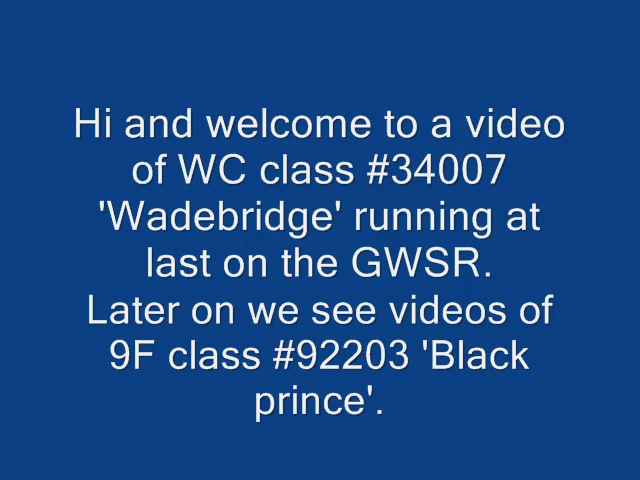 Hi and welcome to a video
of WC class #34007
'Wadebridge' running at
last on the GWSR.
Later on we see videos of
9F class #92203 'Black
prince'.